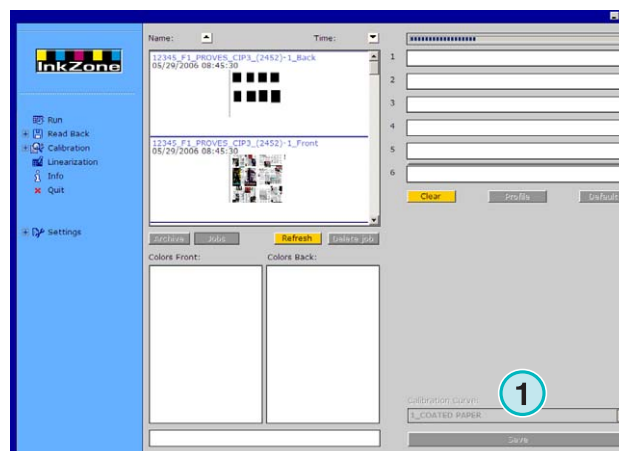 InkZone
Run
Read Back
Calibration
Linearization
Info
Quit
Settings
Name:
Time:
12345_F1_PROVES_CIP3_(2452)-1_Back
05/29/2006 08:45:30
12345_F1_PROVES_CIP3_(2452)-1_Front
05/29/2006 08:45:30
Archive
Jobs
Refresh
Delete job
Colors Front:
Colors Back:
1
2
3
4
5
6
Clear
Profile
Default
Calibration Curve:
1
1_COATED PAPER
Save